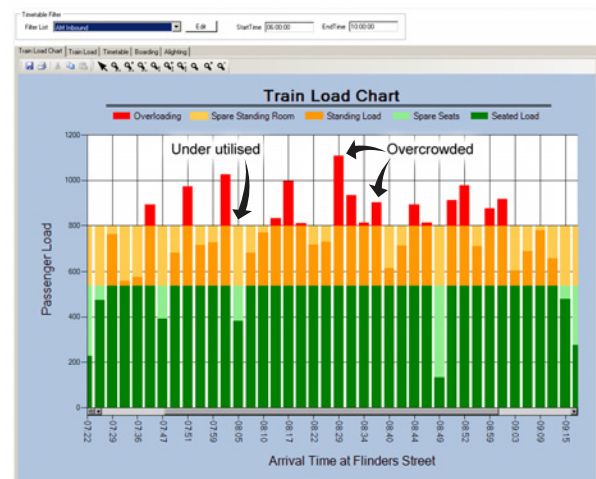 Timetable Filter
Filter List AM Inbound Edit StartTime 06:00:00 EndTime 10:00:00
Train Load Chart Train Load Timetable Boarding Alighting
Train Load Chart
Overloading Spare Standing Room Standing Load Spare Seats Seated Load
1200
Under utilised Overcrowded
1000
800
600
400
200
0
Passenger Load
07:22 07:29 07:36 07:47 07:51 07:59 08:05 08:10 08:17 08:22 08:29 08:34 08:40 08:44 08:49 08:52 08:59 09:03 09:09 09:15
Arrival Time at Flinders Street